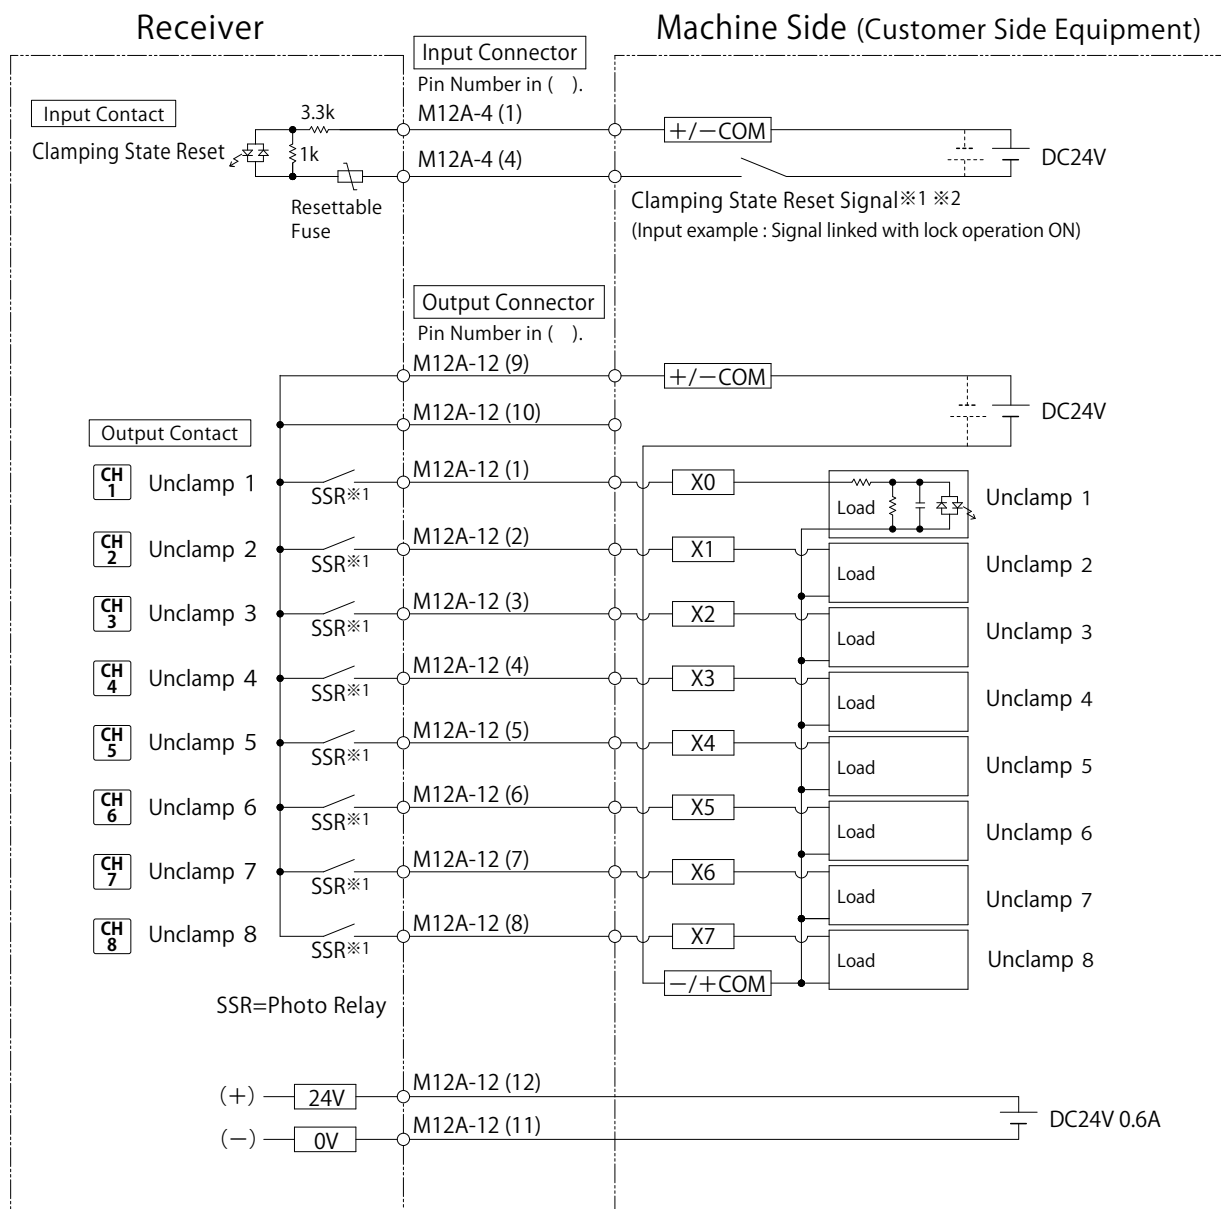 Receiver
Machine Side (Customer Side Equipment)
Input Connector
Pin Number in (   ).
Input Contact
3.3k
M12A-4 (1)
+/−COM
Clamping State Reset
1k
M12A-4 (4)
DC24V
Resettable
Fuse
Clamping State Reset Signal※1 ※2
(Input example : Signal linked with lock operation ON)
Output Connector
Pin Number in (   ).
M12A-12 (9)
+/−COM
M12A-12 (10)
DC24V
Output Contact
CH
1
Unclamp 1
SSR※1
M12A-12 (1)
X0
Load
Unclamp 1
CH
2
Unclamp 2
SSR※1
M12A-12 (2)
X1
Load
Unclamp 2
CH
3
Unclamp 3
SSR※1
M12A-12 (3)
X2
Load
Unclamp 3
CH
4
Unclamp 4
SSR※1
M12A-12 (4)
X3
Load
Unclamp 4
CH
5
Unclamp 5
SSR※1
M12A-12 (5)
X4
Load
Unclamp 5
CH
6
Unclamp 6
SSR※1
M12A-12 (6)
X5
Load
Unclamp 6
CH
7
Unclamp 7
SSR※1
M12A-12 (7)
X6
Load
Unclamp 7
CH
8
Unclamp 8
SSR※1
M12A-12 (8)
X7
Load
Unclamp 8
−/+COM
SSR=Photo Relay
(+)
24V
M12A-12 (12)
(−)
0V
M12A-12 (11)
DC24V 0.6A